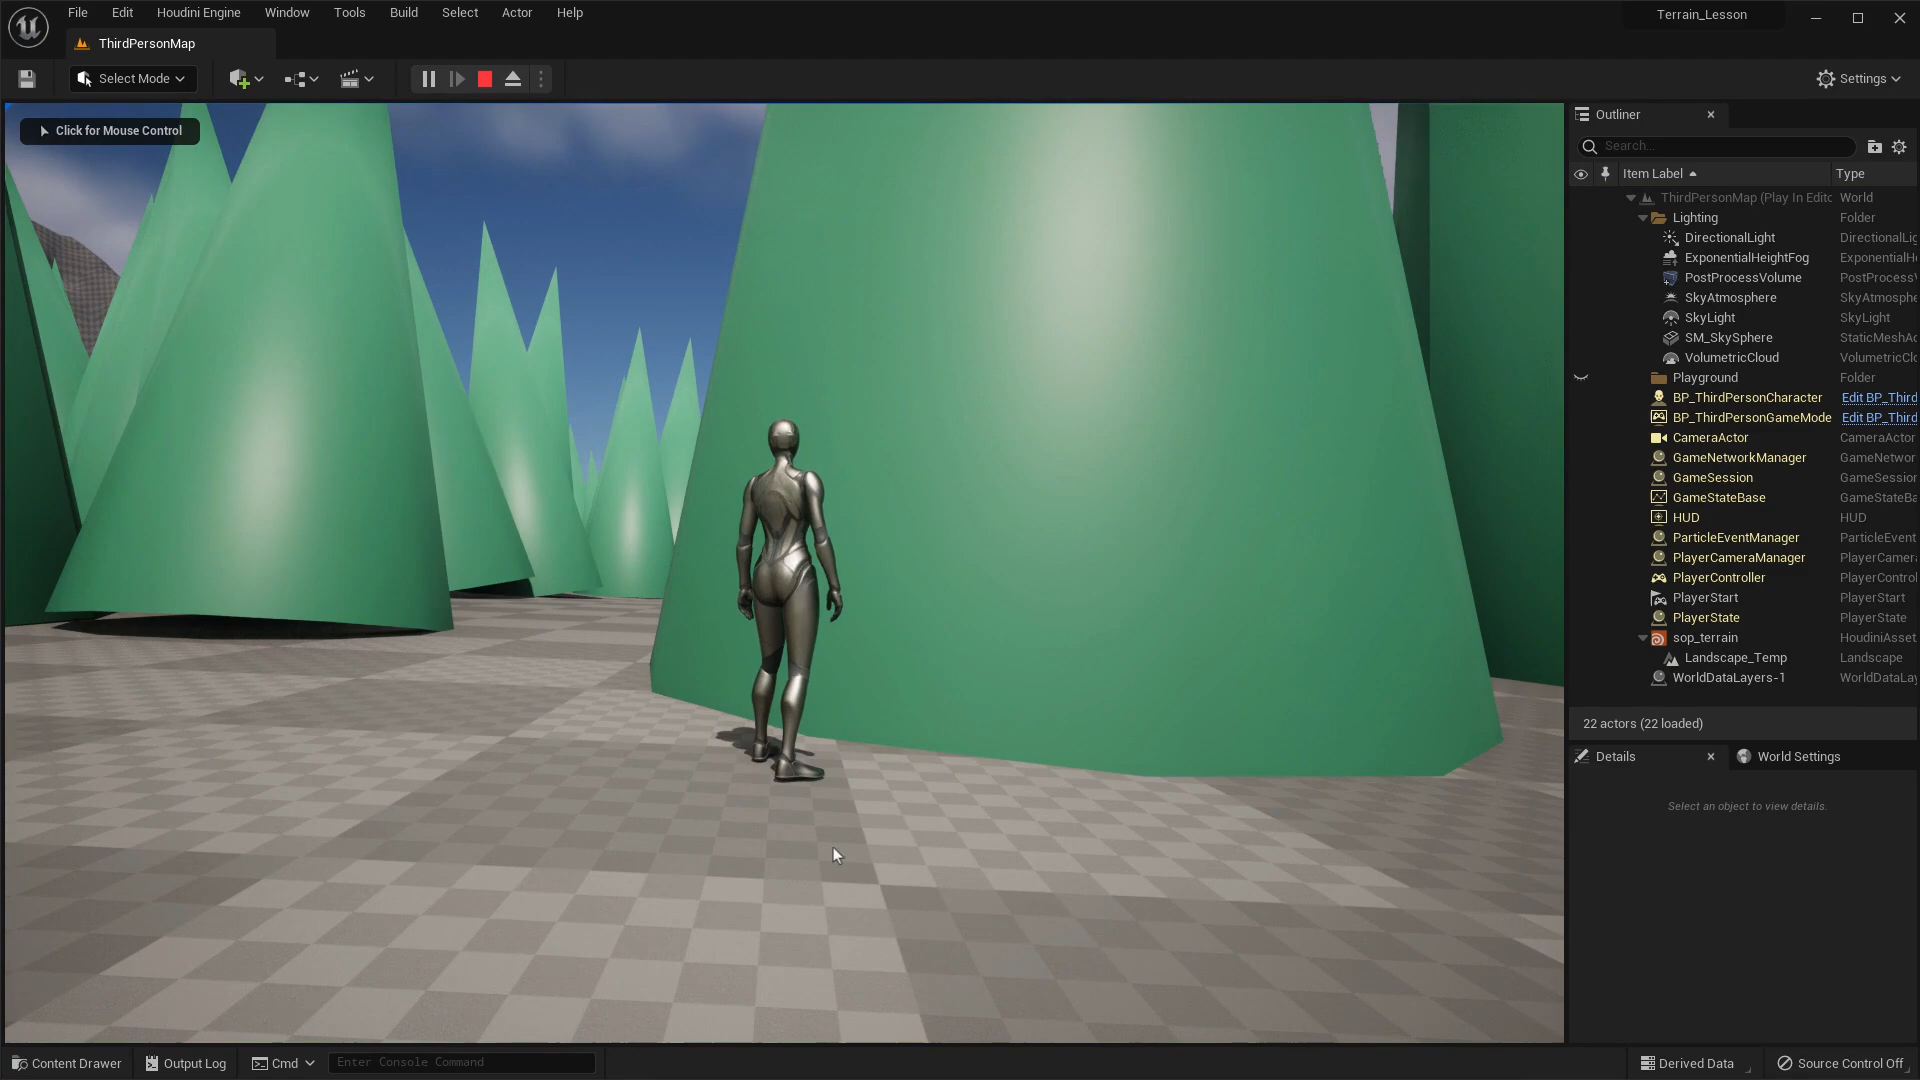 File Edit Houdini Engine Window Tools Build Select Actor Help
Terrain_Lesson
ThirdPersonMap
Select Mode
Settings
Click for Mouse Control
Outliner
Search...
Item Label Type
ThirdPersonMap (Play In Edito World
Lighting Folder
DirectionalLight DirectionalLig
ExponentialHeightFog ExponentialHe
PostProcessVolume PostProcessV
SkyAtmosphere SkyAtmosphe
SkyLight SkyLight
SM_SkySphere StaticMeshAc
VolumetricCloud VolumetricClo
Playground Folder
BP_ThirdPersonCharacter Edit BP_Third
BP_ThirdPersonGameMode Edit BP_Third
CameraActor CameraActor
GameNetworkManager GameNetwor
GameSession GameSession
GameStateBase GameStateBa
HUD HUD
ParticleEventManager ParticleEvent
PlayerCameraManager PlayerCamera
PlayerController PlayerControl
PlayerStart PlayerStart
PlayerState PlayerState
sop_terrain HoudiniAsset
Landscape_Temp Landscape
WorldDataLayers-1 WorldDataLay
22 actors (22 loaded)
Details World Settings
Select an object to view details.
Content Drawer Output Log Cmd Enter Console Command Derived Data Source Control Off